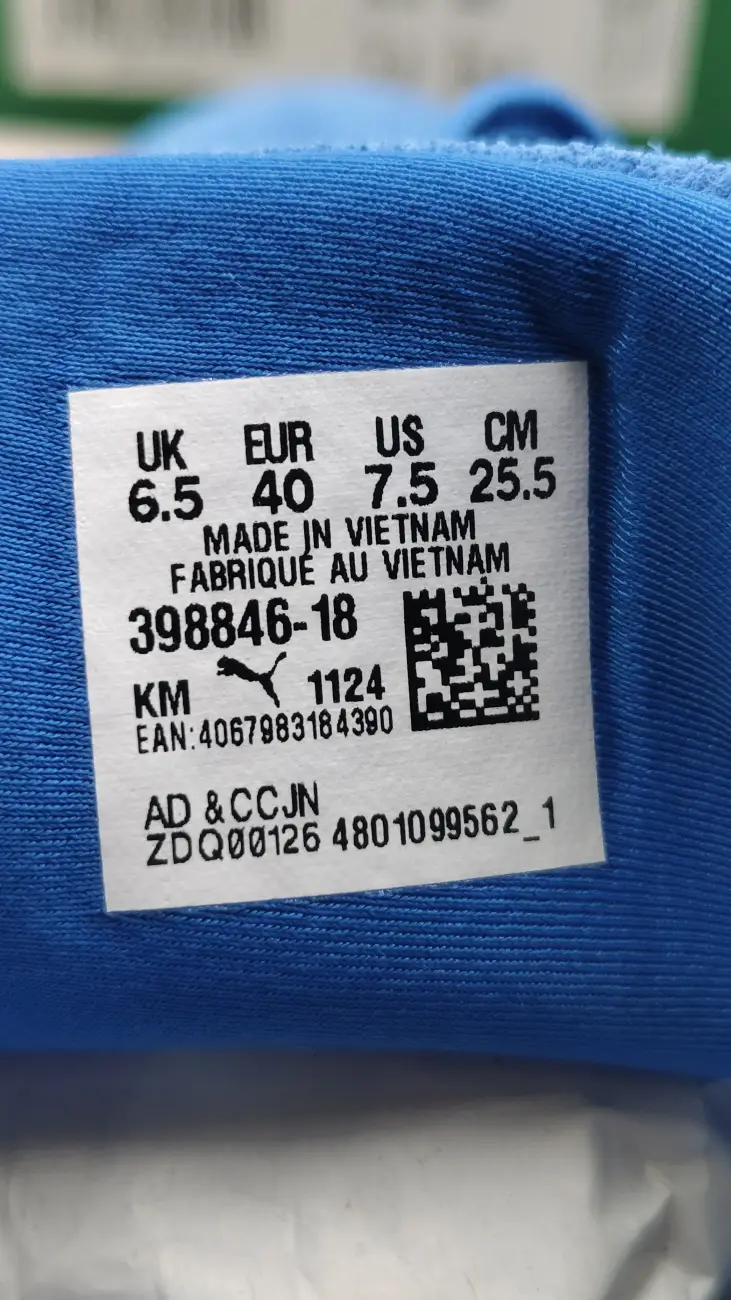 UK EUR US CM
6.5 40 7.5 25.5
MADE IN VIETNAM
FABRIQUE AU VIETNAM
398846-18
KM 1124
EAN:4067983184390
AD &CCJN
ZDQ00126 4801099562_1